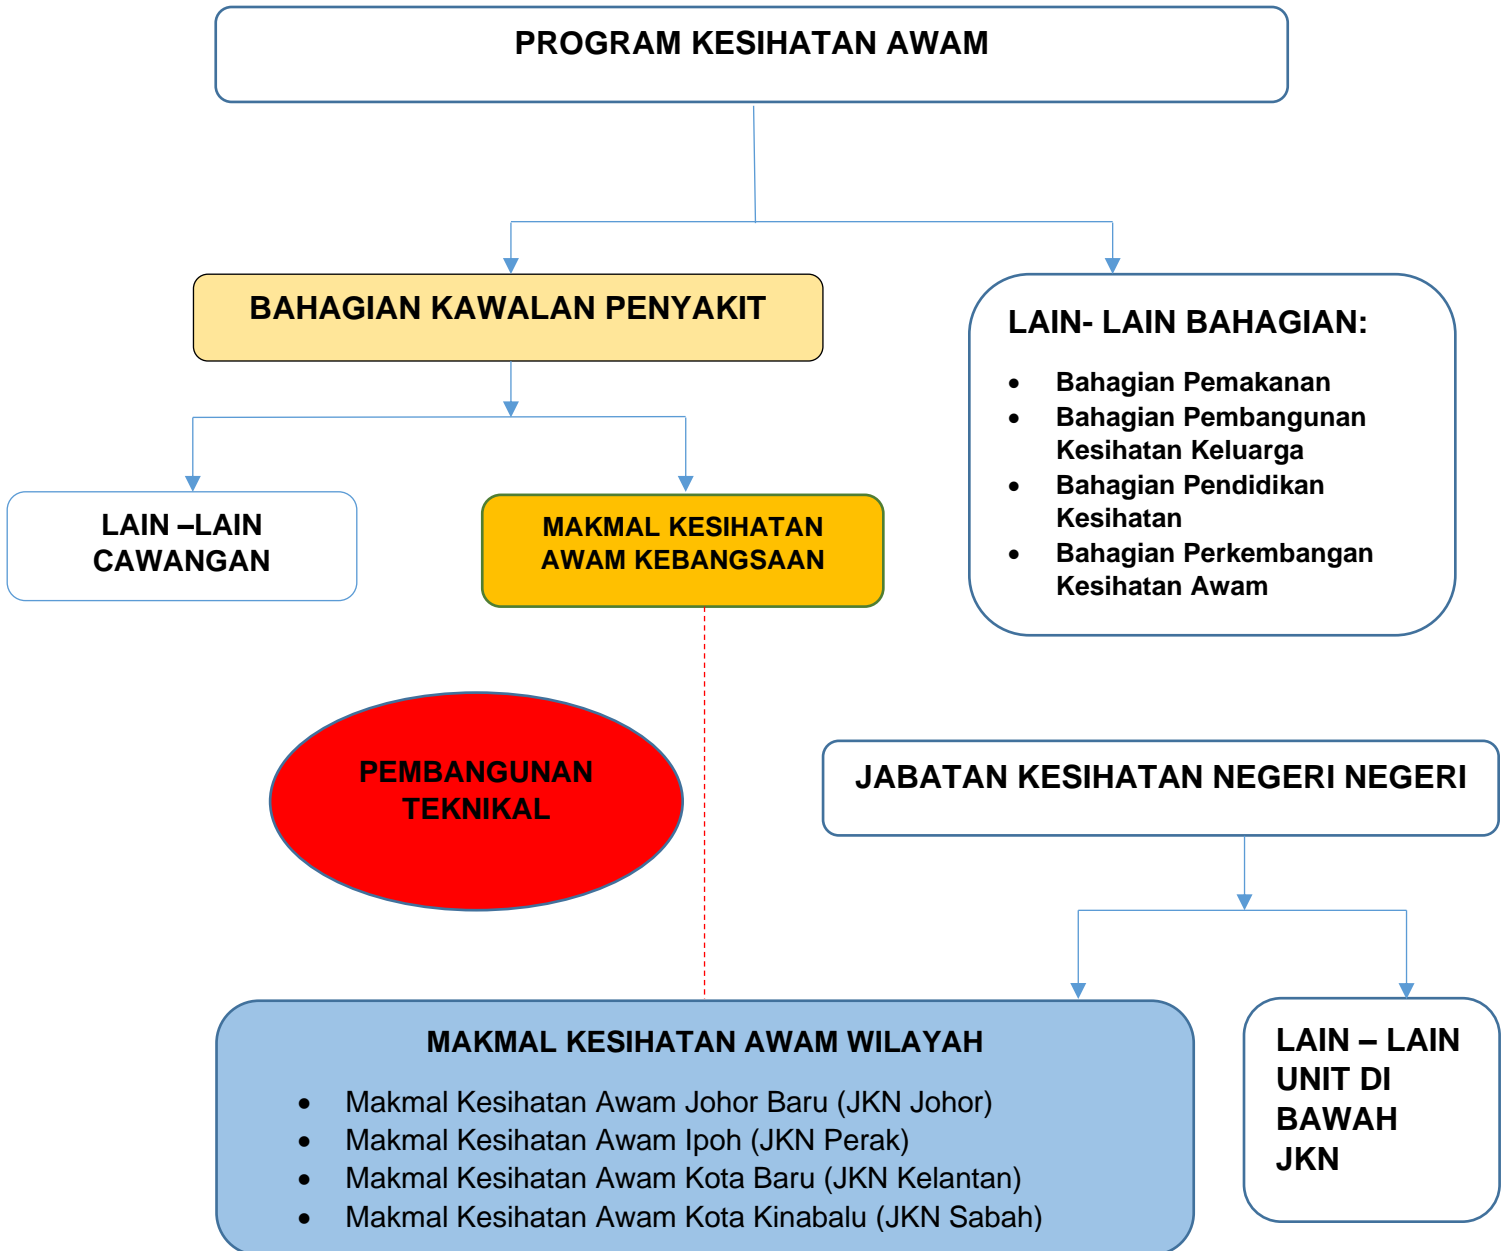 PROGRAM KESIHATAN AWAM
BAHAGIAN KAWALAN PENYAKIT
LAIN- LAIN BAHAGIAN:
• Bahagian Pemakanan
• Bahagian Pembangunan
Kesihatan Keluarga
• Bahagian Pendidikan
Kesihatan
• Bahagian Perkembangan
Kesihatan Awam
LAIN –LAIN
CAWANGAN
MAKMAL KESIHATAN
AWAM KEBANGSAAN
PEMBANGUNAN
TEKNIKAL
JABATAN KESIHATAN NEGERI NEGERI
MAKMAL KESIHATAN AWAM WILAYAH
• Makmal Kesihatan Awam Johor Baru (JKN Johor)
• Makmal Kesihatan Awam Ipoh (JKN Perak)
• Makmal Kesihatan Awam Kota Baru (JKN Kelantan)
• Makmal Kesihatan Awam Kota Kinabalu (JKN Sabah)
LAIN – LAIN
UNIT DI
BAWAH
JKN